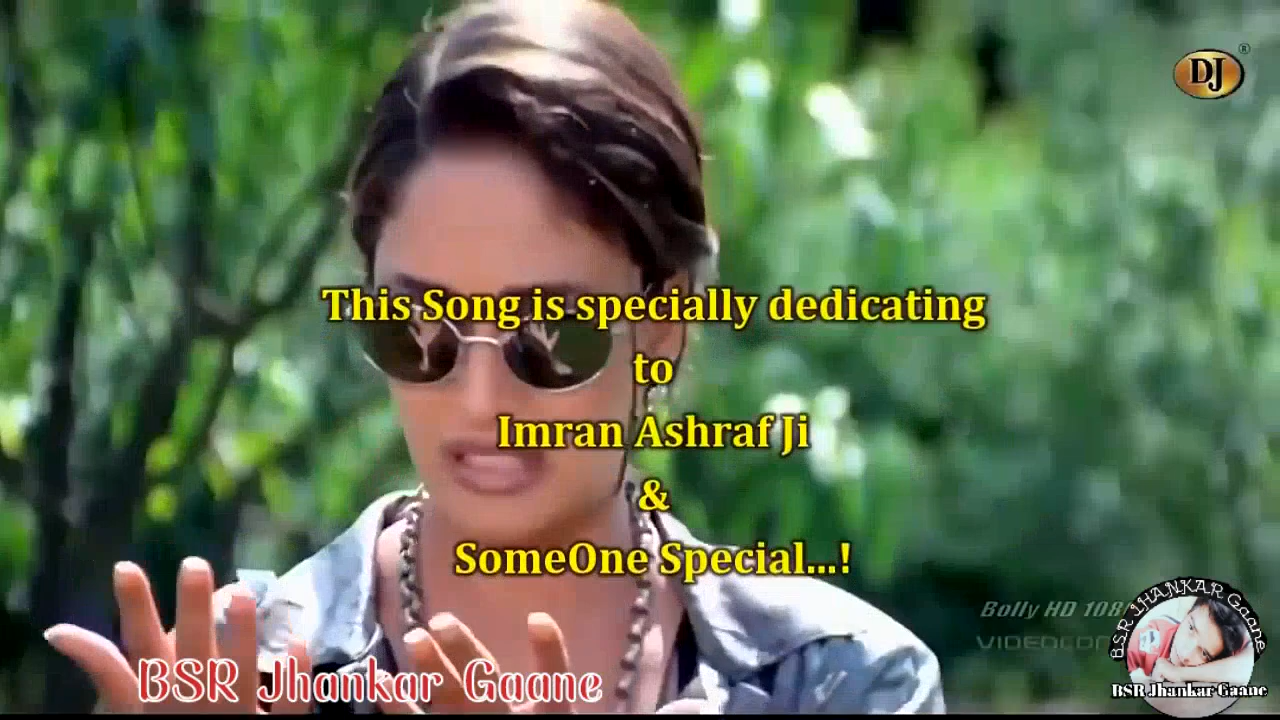 DJ
®
This Song is specially dedicating
to
Imran Ashraf Ji
&
SomeOne Special...!
Bolly HD 108
VIDEOCON
BSR JHANKAR Gaane
BSR Jhankar Gaane
BSR Jhankar Gaane